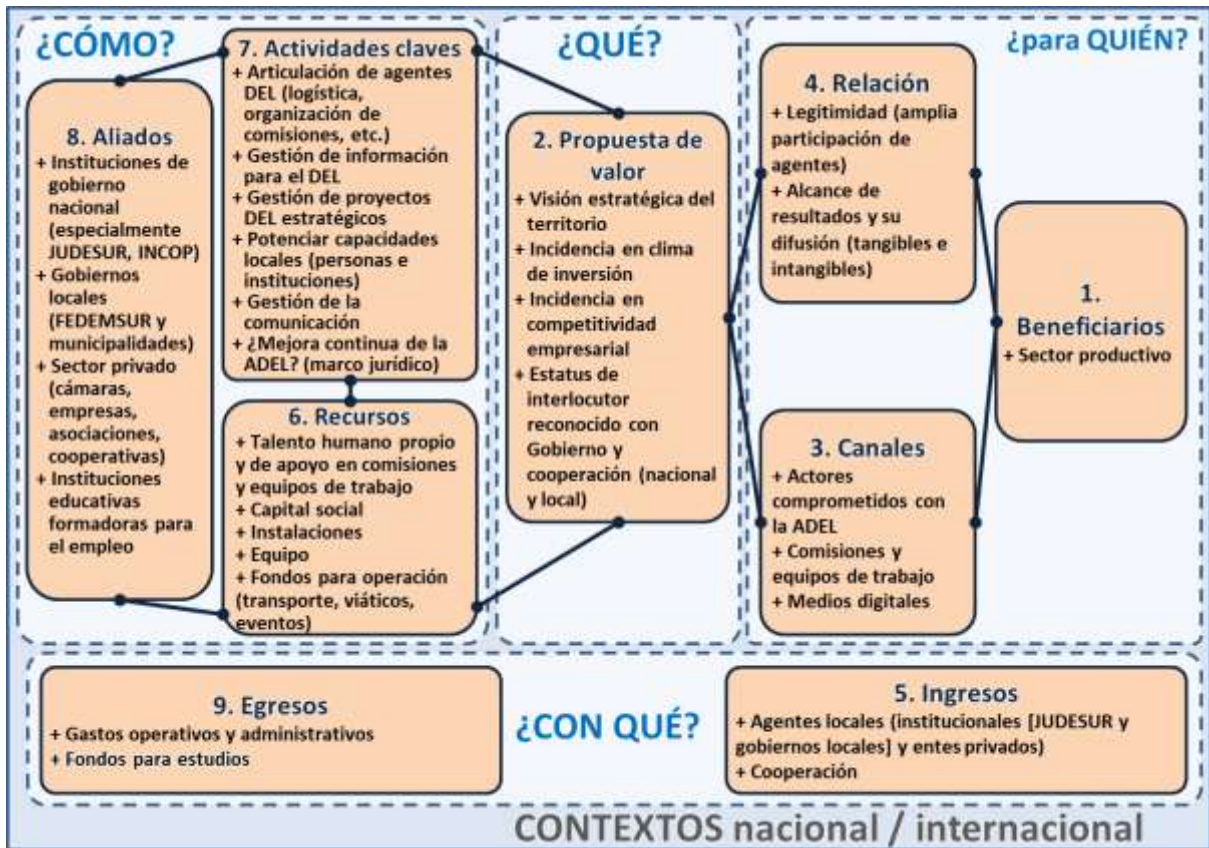 ¿CÓMO?
8. Aliados
+ Instituciones de
gobierno
nacional
(especialmente
JUDESUR, INCOP)
+ Gobiernos
locales
(FEDEMSUR y
municipalidades)
+ Sector privado
(cámaras,
empresas,
asociaciones,
cooperativas)
+ Instituciones
educativas
formadoras para
el empleo
7. Actividades claves
+ Articulación de agentes
DEL (logística,
organización de
comisiones, etc.)
+ Gestión de información
para el DEL
+ Gestión de proyectos
DEL estratégicos
+ Potenciar capacidades
locales (personas e
instituciones)
+ Gestión de la
comunicación
+ ¿Mejora continua de la
ADEL? (marco jurídico)
6. Recursos
+ Talento humano propio
y de apoyo en comisiones
y equipos de trabajo
+ Capital social
+ Instalaciones
+ Equipo
+ Fondos para operación
(transporte, viáticos,
eventos)
¿QUÉ?
2. Propuesta de
valor
+ Visión estratégica del
territorio
+ Incidencia en clima
de inversión
+ Incidencia en
competitividad
empresarial
+ Estatus de
interlocutor
reconocido con
Gobierno y
cooperación (nacional
y local)
¿para QUIÉN?
4. Relación
+ Legitimidad (amplia
participación de
agentes)
+ Alcance de
resultados y su
difusión (tangibles e
intangibles)
3. Canales
+ Actores
comprometidos con
la ADEL
+ Comisiones y
equipos de trabajo
+ Medios digitales
1.
Beneficiarios
+ Sector productivo
9. Egresos
+ Gastos operativos y administrativos
+ Fondos para estudios
¿CON QUÉ?
5. Ingresos
+ Agentes locales (institucionales [JUDESUR y
gobiernos locales] y entes privados)
+ Cooperación
CONTEXTOS nacional / internacional